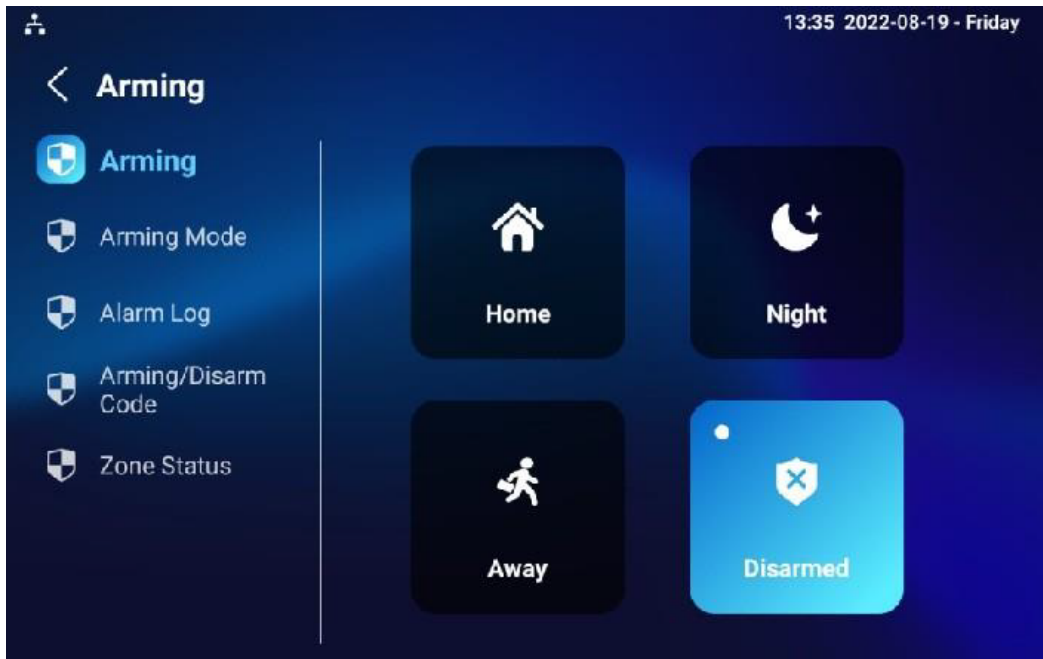 13:35 2022-08-19 - Friday
Arming
Arming
Arming Mode
Alarm Log
Arming/Disarm
Code
Zone Status
Home
Night
Away
Disarmed